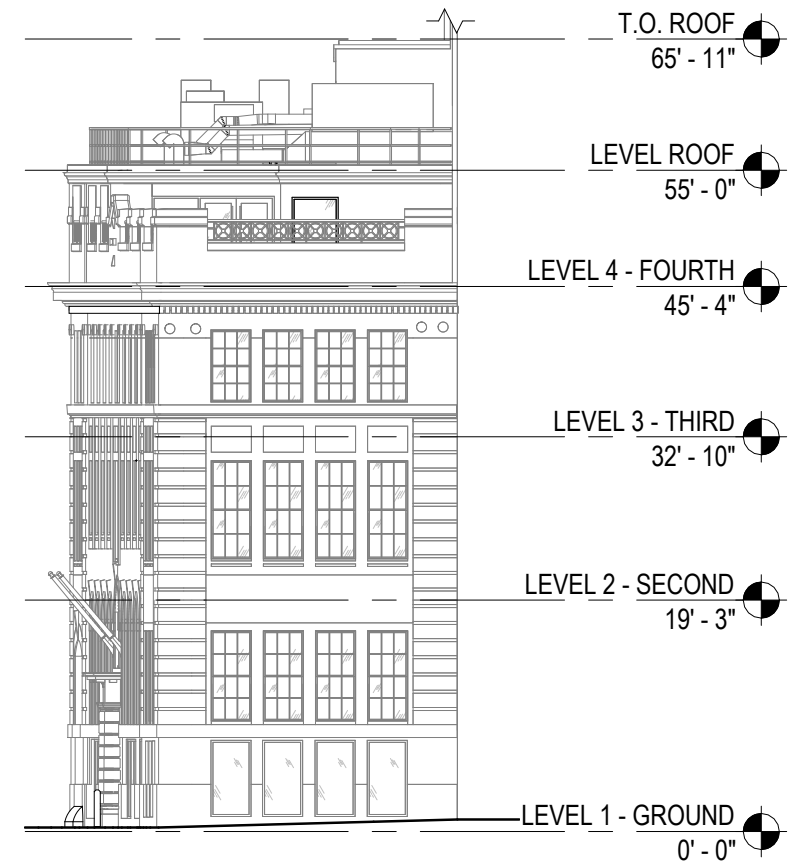 T.O. ROOF
65' - 11"
LEVEL ROOF
55' - 0"
LEVEL 4 - FOURTH
45' - 4"
LEVEL 3 - THIRD
32' - 10"
LEVEL 2 - SECOND
19' - 3"
LEVEL 1 - GROUND
0' - 0"